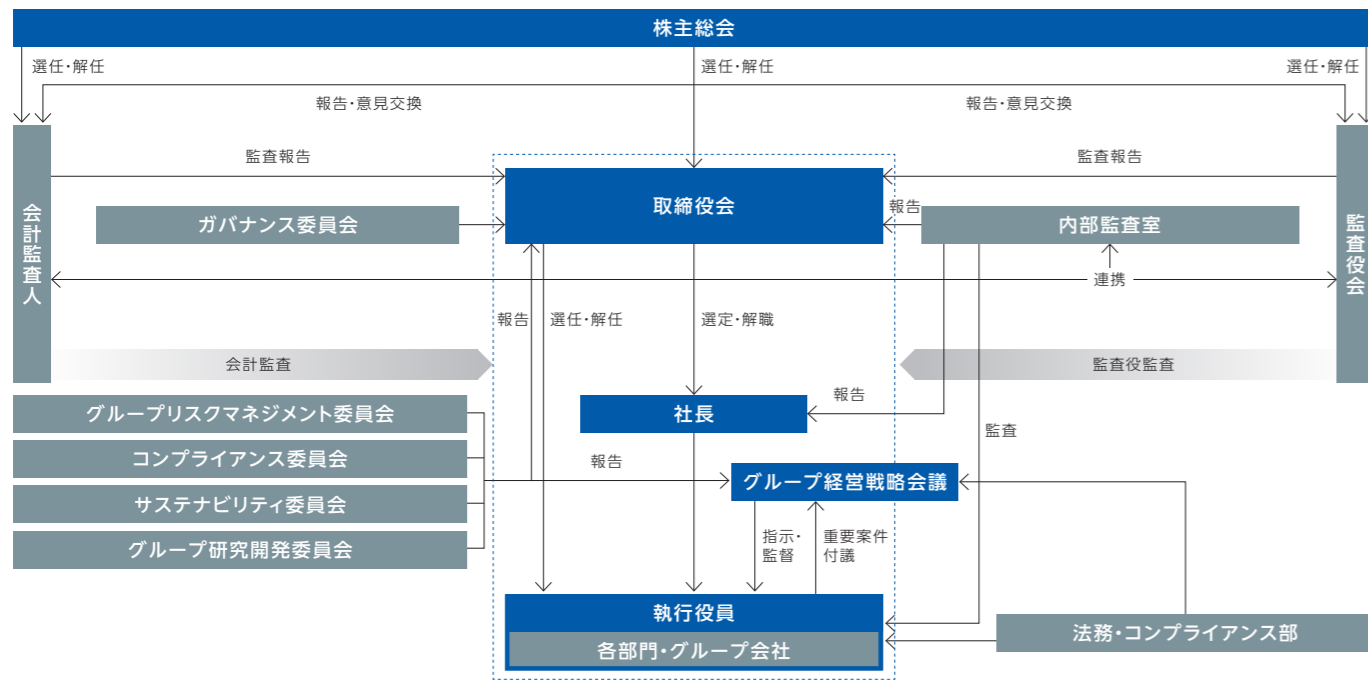 株主総会
選任・解任
選任・解任
選任・解任
報告・意見交換
報告・意見交換
監査報告
監査報告
会計監査人
取締役会
監査役会
ガバナンス委員会
報告
内部監査室
連携
報告
選任・解任
選定・解職
会計監査
監査役監査
報告
グループリスクマネジメント委員会
社長
監査
コンプライアンス委員会
報告
グループ経営戦略会議
サステナビリティ委員会
グループ研究開発委員会
指示・
監督
重要案件
付議
執行役員
各部門・グループ会社
法務・コンプライアンス部